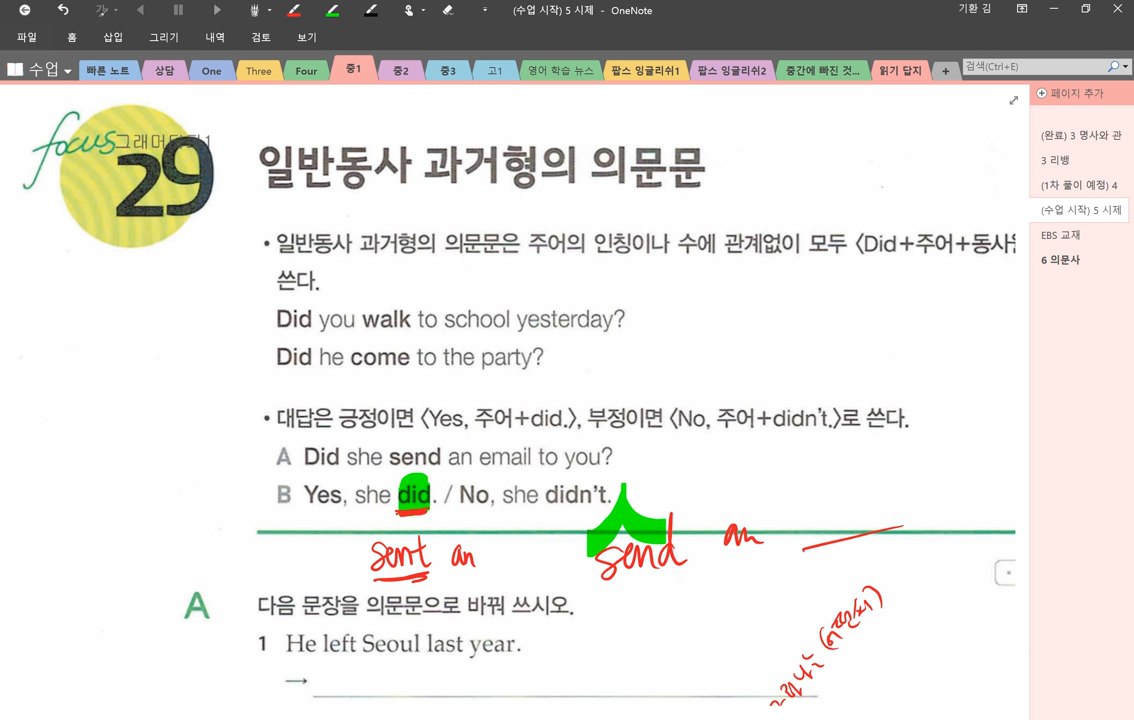 (수업 시작) 5 시제 - OneNote
기환 김
파일 홈 삽입 그리기 내역 검토 보기
수업 빠른 노트 상담 One Three Four 중1 중2 중3 고1 영어 학습 뉴스 팝스 잉글리쉬1 팝스 잉글리쉬2 중간에 빠진 것... 읽기 답지 + 검색(Ctrl+E)
페이지 추가
(완료) 3 명사와 관
3 리뱅
(1차 풀이 예정) 4
(수업 시작) 5 시제
EBS 교재
6 의문사
focus
29
일반동사 과거형의 의문문
• 일반동사 과거형의 의문문은 주어의 인칭이나 수에 관계없이 모두 〈Did+주어+동사원
쓴다.
Did you walk to school yesterday?
Did he come to the party?
• 대답은 긍정이면 〈Yes, 주어+did.〉, 부정이면 〈No, 주어+didn't.〉로 쓴다.
A Did she send an email to you?
B Yes, she did. / No, she didn't.
sent an send an
A 다음 문장을 의문문으로 바꿔 쓰시오.
1 He left Seoul last year.
→